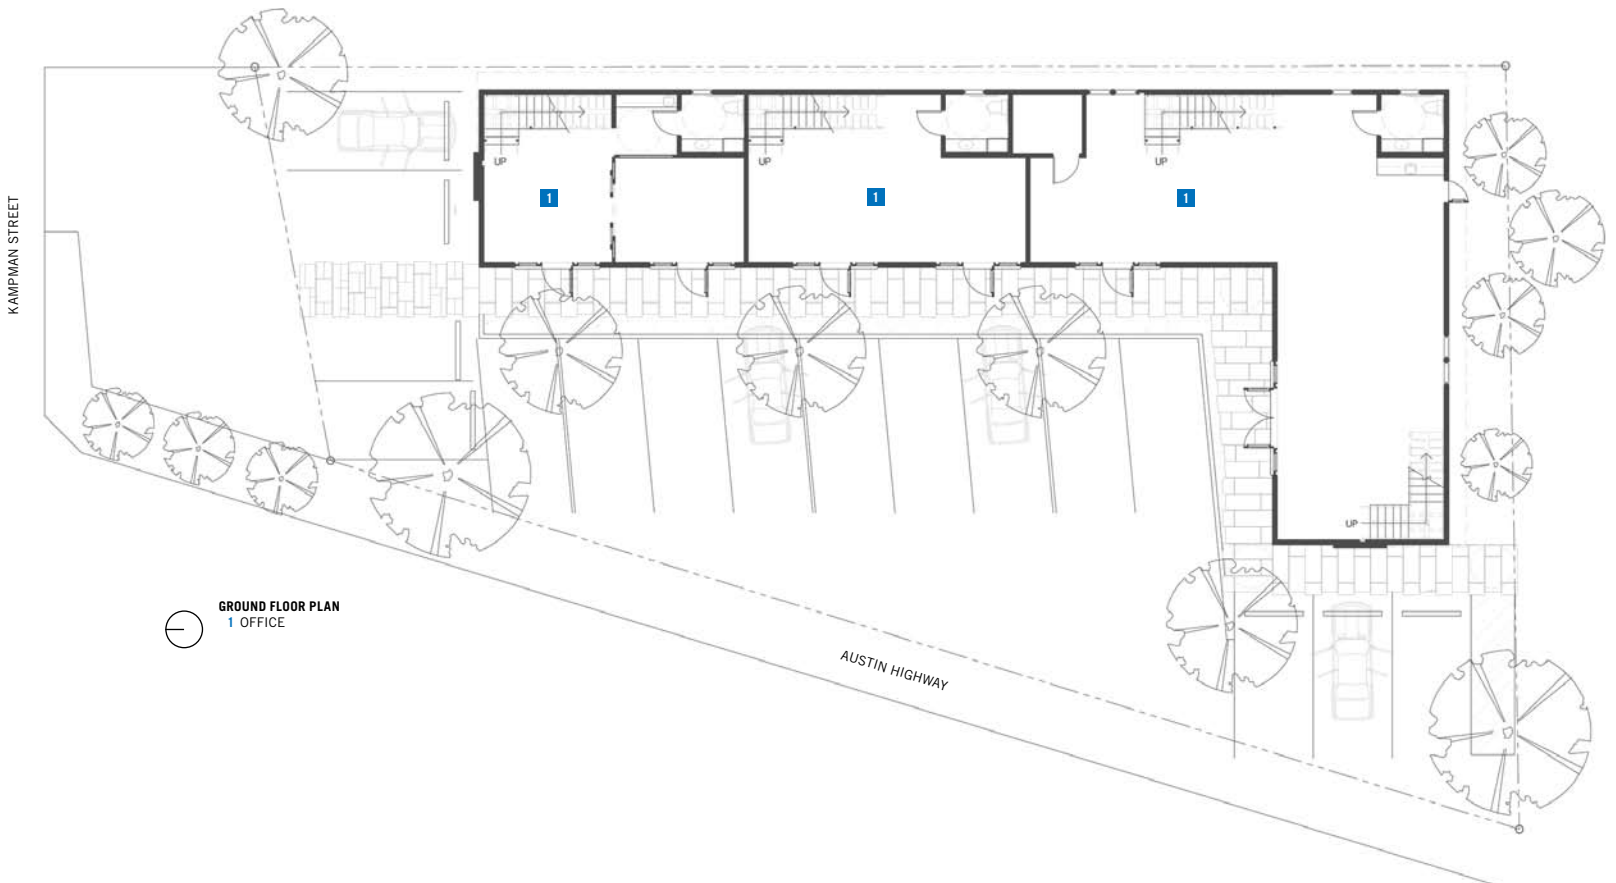 KAMPMAN STREET
UP
UP
UP
1
1
1
UP
GROUND FLOOR PLAN
1 OFFICE
AUSTIN HIGHWAY